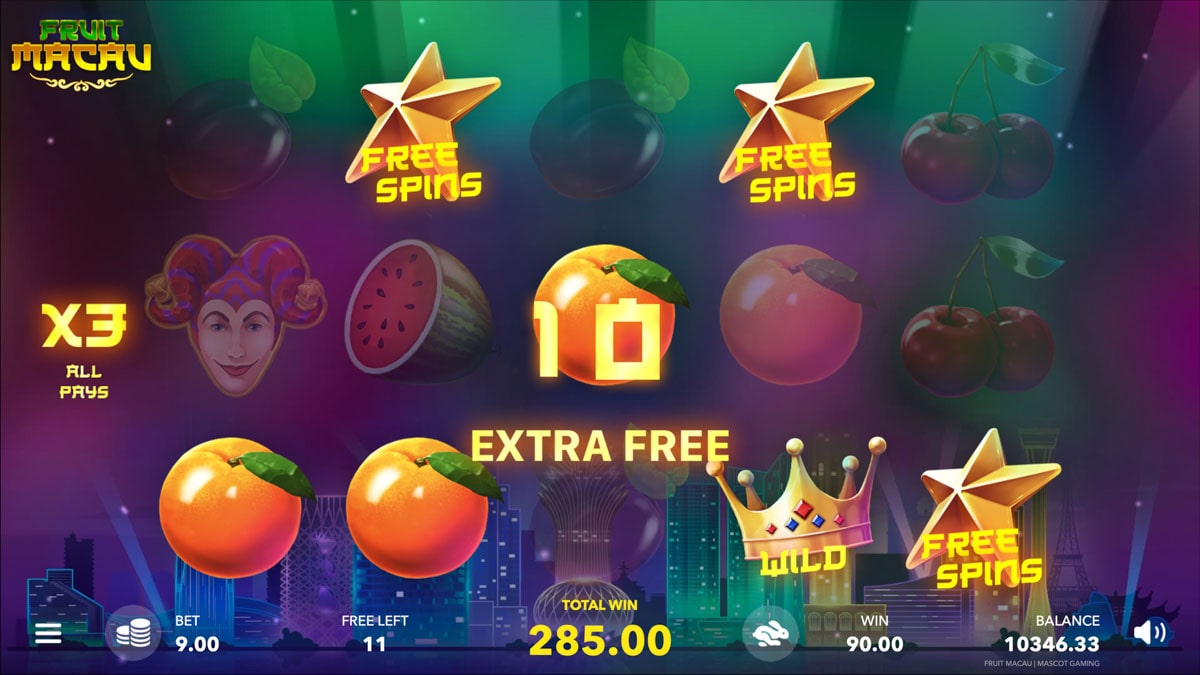 FRUIT
MACAU
FREE
SPINS
FREE
SPINS
X3
ALL
PAYS
10
EXTRA FREE
WILD
FREE
SPINS
BET
9.00
FREE LEFT
11
TOTAL WIN
285.00
WIN
90.00
BALANCE
10346.33
FRUIT MACAU | MASCOT GAMING